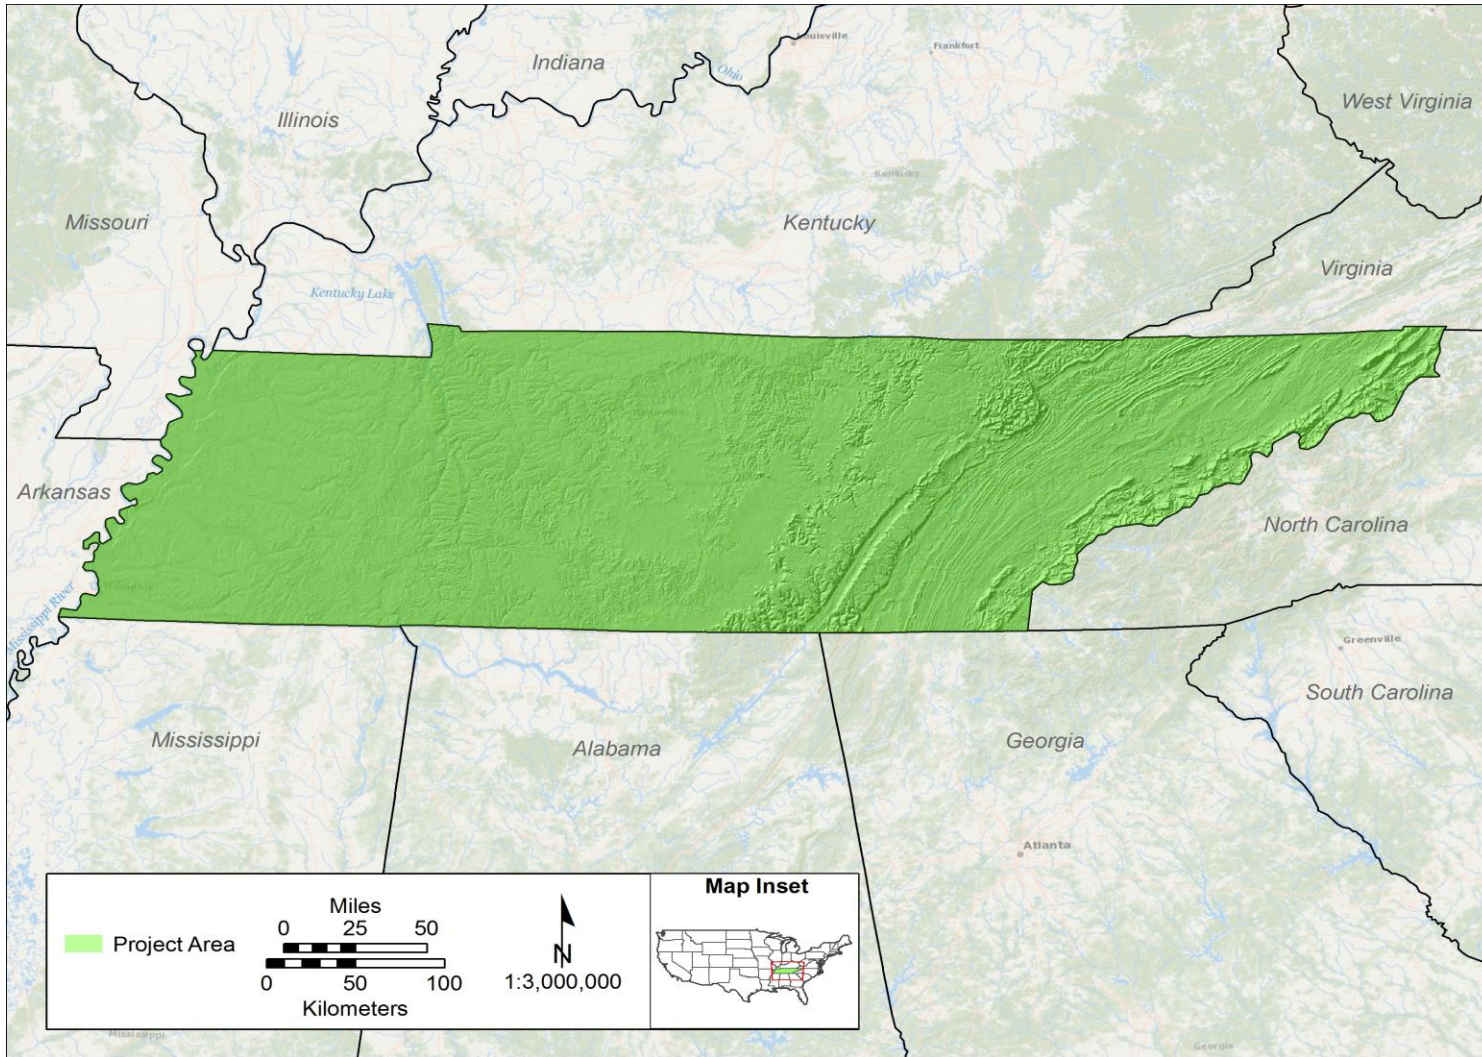 Louisville
Frankfort
Indiana
Ohio
West Virginia
Illinois
Kentucky
Missouri
Kentucky
Virginia
Kentucky Lake
Arkansas
North Carolina
Mississippi River
Greenville
South Carolina
Mississippi
Alabama
Georgia
Atlanta
Map Inset
Miles
0 25 50
Project Area
N
0 50 100
1:3,000,000
Kilometers
Mississippi
Georgia